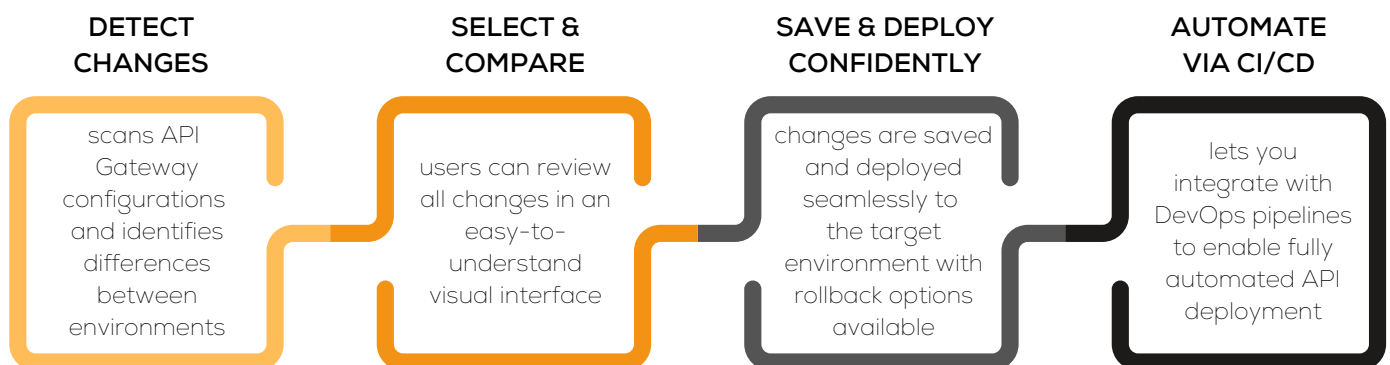 DETECT
CHANGES
scans API
Gateway
configurations
and identifies
differences
between
environments
SELECT &
COMPARE
users can review
all changes in an
easy-to-
understand
visual interface
SAVE & DEPLOY
CONFIDENTLY
changes are saved
and deployed
seamlessly to
the target
environment with
rollback options
available
AUTOMATE
VIA CI/CD
lets you
integrate with
DevOps pipelines
to enable fully
automated API
deployment